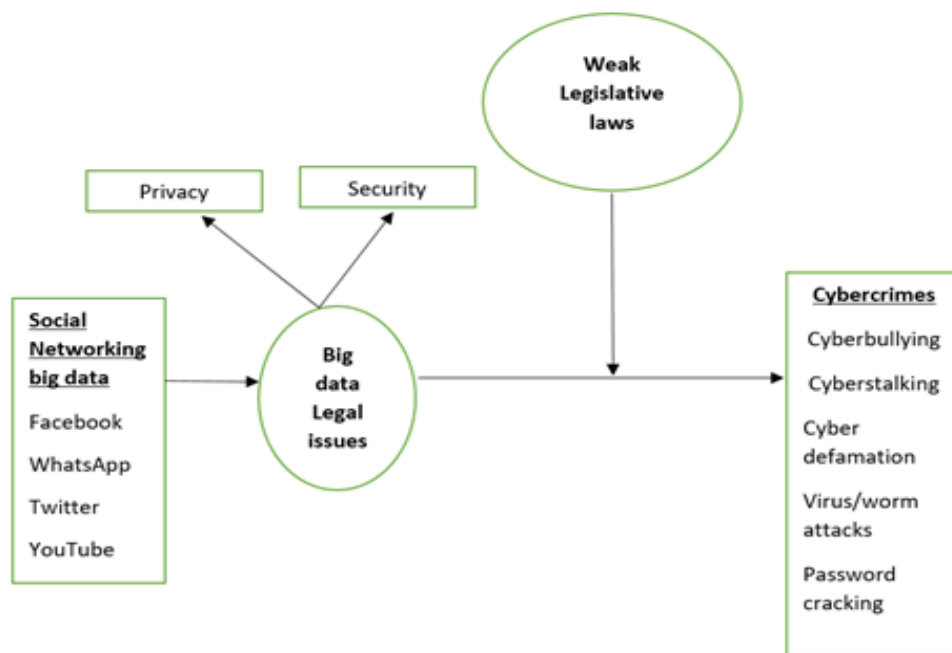 Weak
Legislative
laws
Privacy
Security
Social
Networking
big data
Facebook
WhatsApp
Twitter
YouTube
Big
data
Legal
issues
Cybercrimes
Cyberbullying
Cyberstalking
Cyber
defamation
Virus/worm
attacks
Password
cracking